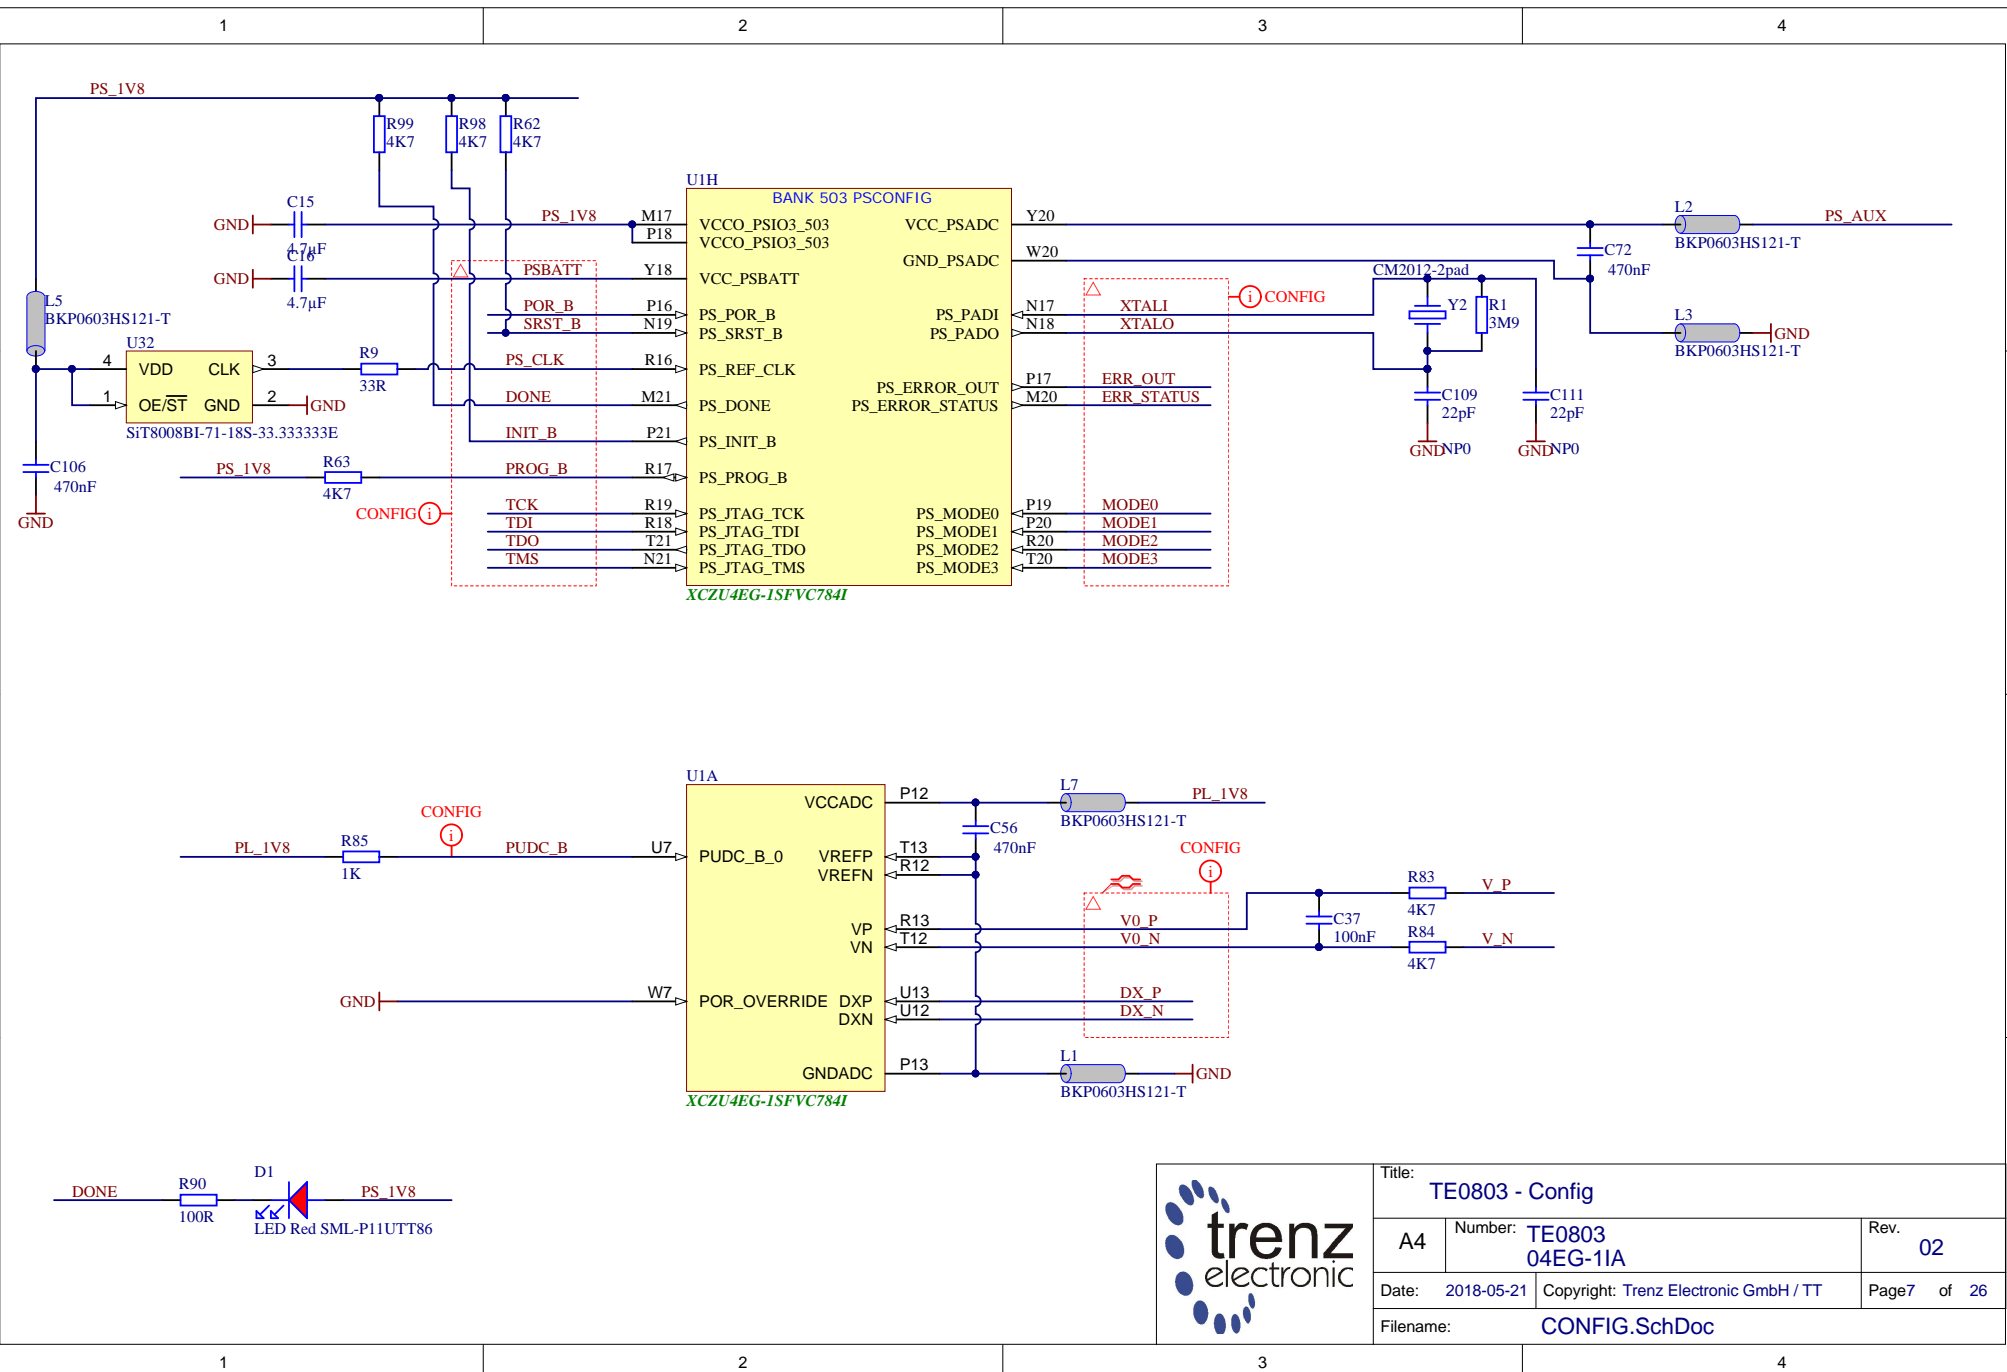 1 2 3 4
PS_1V8
R99 4K7
R98 4K7
R62 4K7
U1H
BANK 503 PSCONFIG
C15
GND
4.7µF
PS_1V8
M17
VCCO_PSIO3_503
P18
VCCO_PSIO3_503
C16
GND
4.7µF
PSBATT
Y18
VCC_PSBATT
POR_B
P16
PS_POR_B
SRST_B
N19
PS_SRST_B
L5
BKP0603HS121-T
U32
4
VDD
CLK
3
1
OE/ST
GND
2
GND
SiT8008BI-71-18S-33.333333E
R9
33R
PS_CLK
R16
PS_REF_CLK
DONE
M21
PS_DONE
INIT_B
P21
PS_INIT_B
C106
470nF
GND
PS_1V8
R63
4K7
PROG_B
R17
PS_PROG_B
CONFIG i
TCK
R19
PS_JTAG_TCK
TDI
R18
PS_JTAG_TDI
TDO
T21
PS_JTAG_TDO
TMS
N21
PS_JTAG_TMS
XCZU4EG-1SFVC784I
VCC_PSADC
Y20
GND_PSADC
W20
L2
BKP0603HS121-T
PS_AUX
C72
470nF
L3
BKP0603HS121-T
GND
i CONFIG
CM2012-2pad
Y2
R1
3M9
PS_PADI
N17
XTALI
PS_PADO
N18
XTALO
PS_ERROR_OUT
P17
ERR_OUT
PS_ERROR_STATUS
M20
ERR_STATUS
C109
22pF
GND
NP0
C111
22pF
GND
NP0
PS_MODE0
P19
MODE0
PS_MODE1
P20
MODE1
PS_MODE2
R20
MODE2
PS_MODE3
T20
MODE3
U1A
VCCADC
P12
L7
BKP0603HS121-T
PL_1V8
C56
470nF
CONFIG
i
PL_1V8
R85
1K
PUDC_B
U7
PUDC_B_0
VREFP
T13
VREFN
R12
CONFIG
i
VP
R13
V0_P
VN
T12
V0_N
C37
100nF
R83
4K7
V_P
R84
4K7
V_N
GND
W7
POR_OVERRIDE
DXP
U13
DX_P
DXN
U12
DX_N
GNDADC
P13
L1
BKP0603HS121-T
GND
XCZU4EG-1SFVC784I
DONE
R90
100R
D1
PS_1V8
LED Red SML-P11UTT86
trenz
electronic
Title:
TE0803 - Config
A4
Number: TE0803
04EG-1IA
Rev.
02
Date: 2018-05-21
Copyright: Trenz Electronic GmbH / TT
Page7 of 26
Filename: CONFIG.SchDoc
1 2 3 4